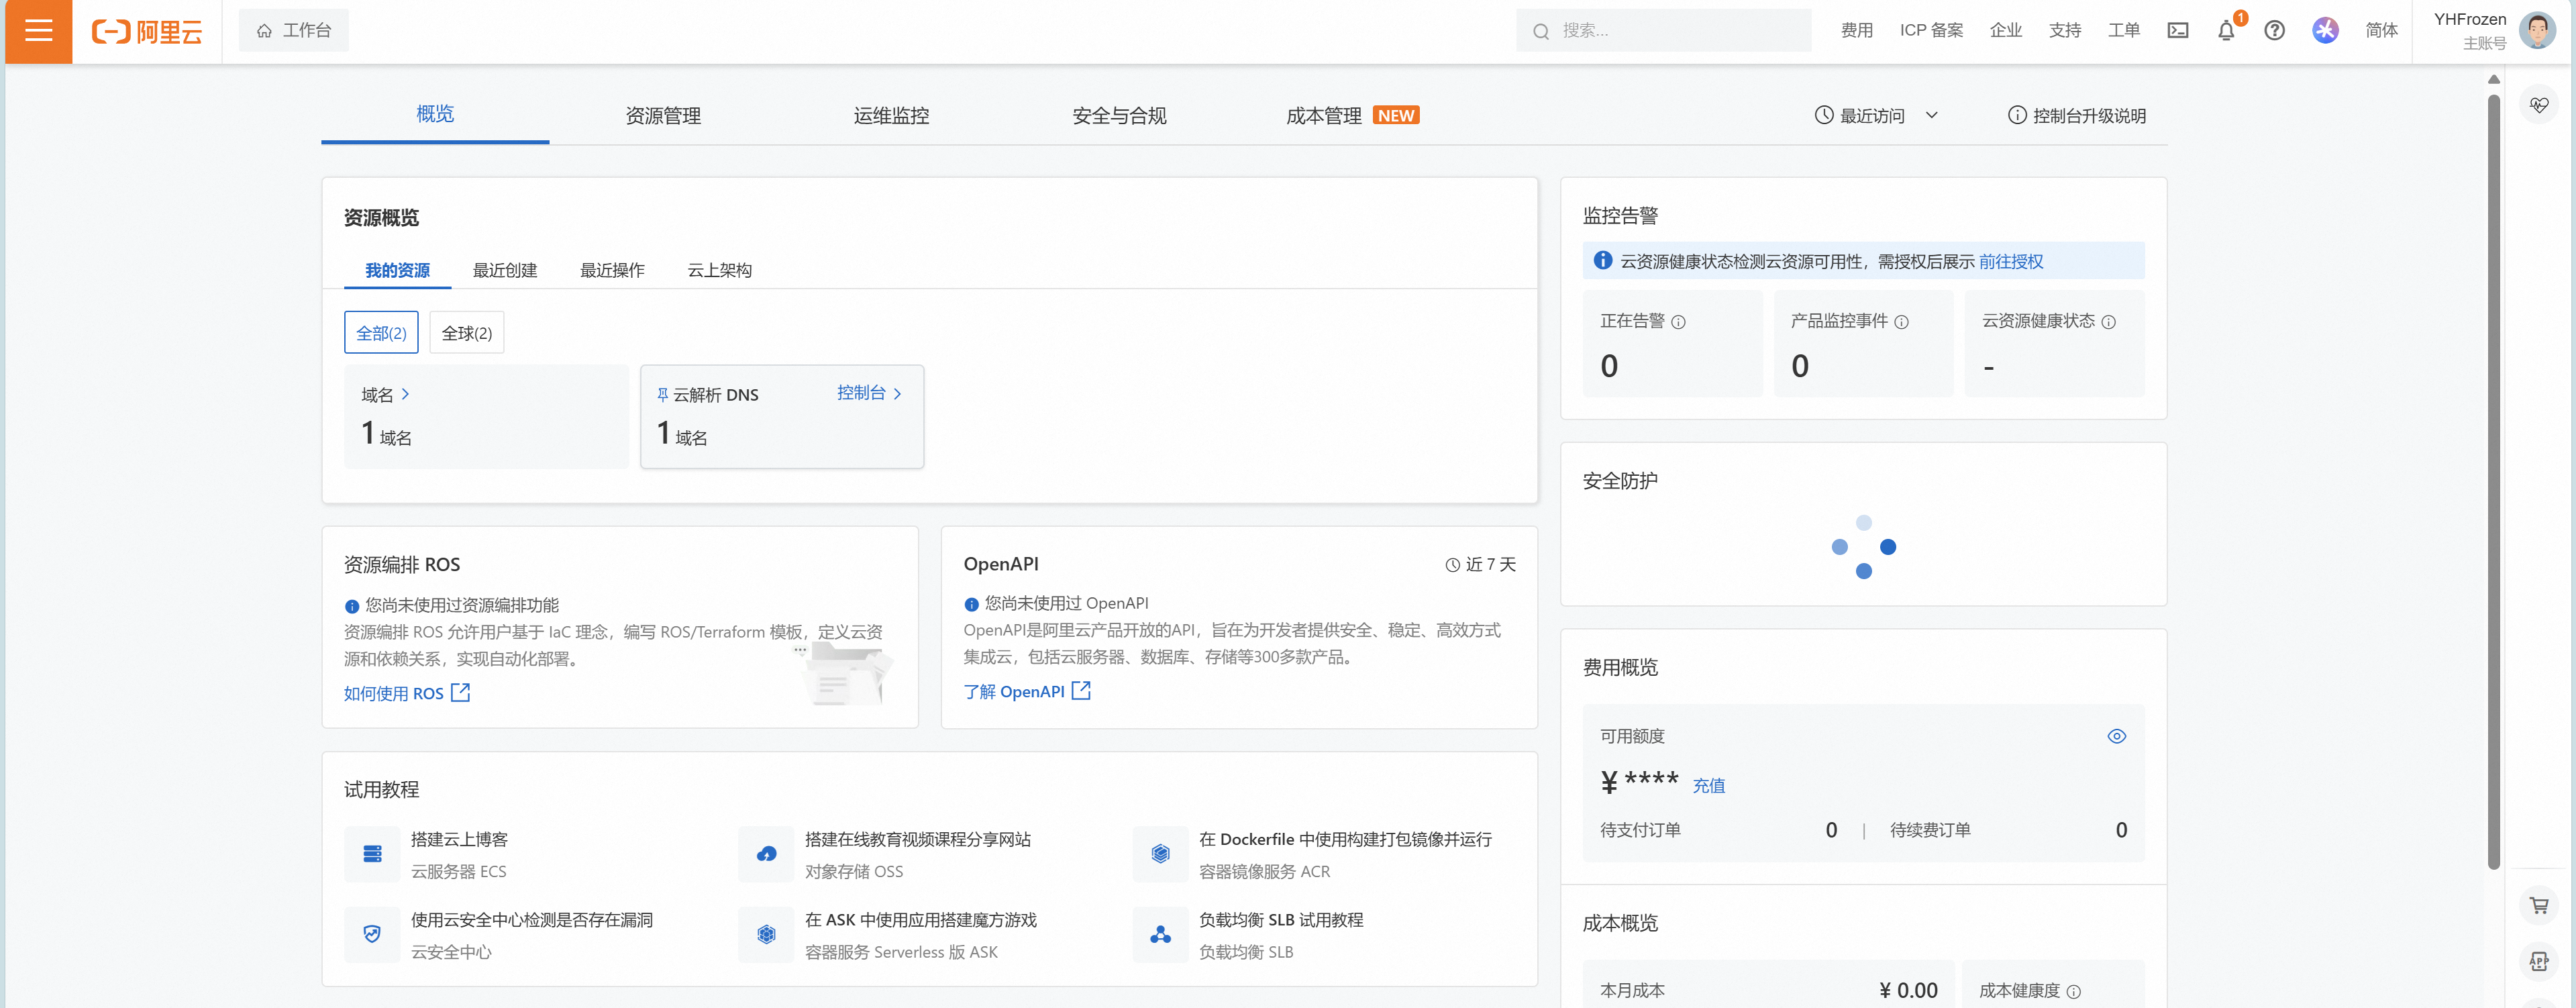 阿里云
工作台
搜索...
费用
ICP 备案
企业
支持
工单
1
简体
YHFrozen
主账号
概览
资源管理
运维监控
安全与合规
成本管理 NEW
最近访问
控制台升级说明
资源概览
我的资源
最近创建
最近操作
云上架构
全部(2)
全球(2)
域名
1 域名
云解析 DNS
控制台
1 域名
资源编排 ROS
您尚未使用过资源编排功能
资源编排 ROS 允许用户基于 IaC 理念，编写 ROS/Terraform 模板，定义云资
源和依赖关系，实现自动化部署。
如何使用 ROS
OpenAPI
近 7 天
您尚未使用过 OpenAPI
OpenAPI是阿里云产品开放的API，旨在为开发者提供安全、稳定、高效方式
集成云，包括云服务器、数据库、存储等300多款产品。
了解 OpenAPI
试用教程
搭建云上博客
云服务器 ECS
搭建在线教育视频课程分享网站
对象存储 OSS
在 Dockerfile 中使用构建打包镜像并运行
容器镜像服务 ACR
使用云安全中心检测是否存在漏洞
云安全中心
在 ASK 中使用应用搭建魔方游戏
容器服务 Serverless 版 ASK
负载均衡 SLB 试用教程
负载均衡 SLB
监控告警
云资源健康状态检测云资源可用性，需授权后展示 前往授权
正在告警
0
产品监控事件
0
云资源健康状态
-
安全防护
费用概览
可用额度
¥ **** 充值
待支付订单 0 | 待续费订单 0
成本概览
本月成本 ¥ 0.00
成本健康度
APP